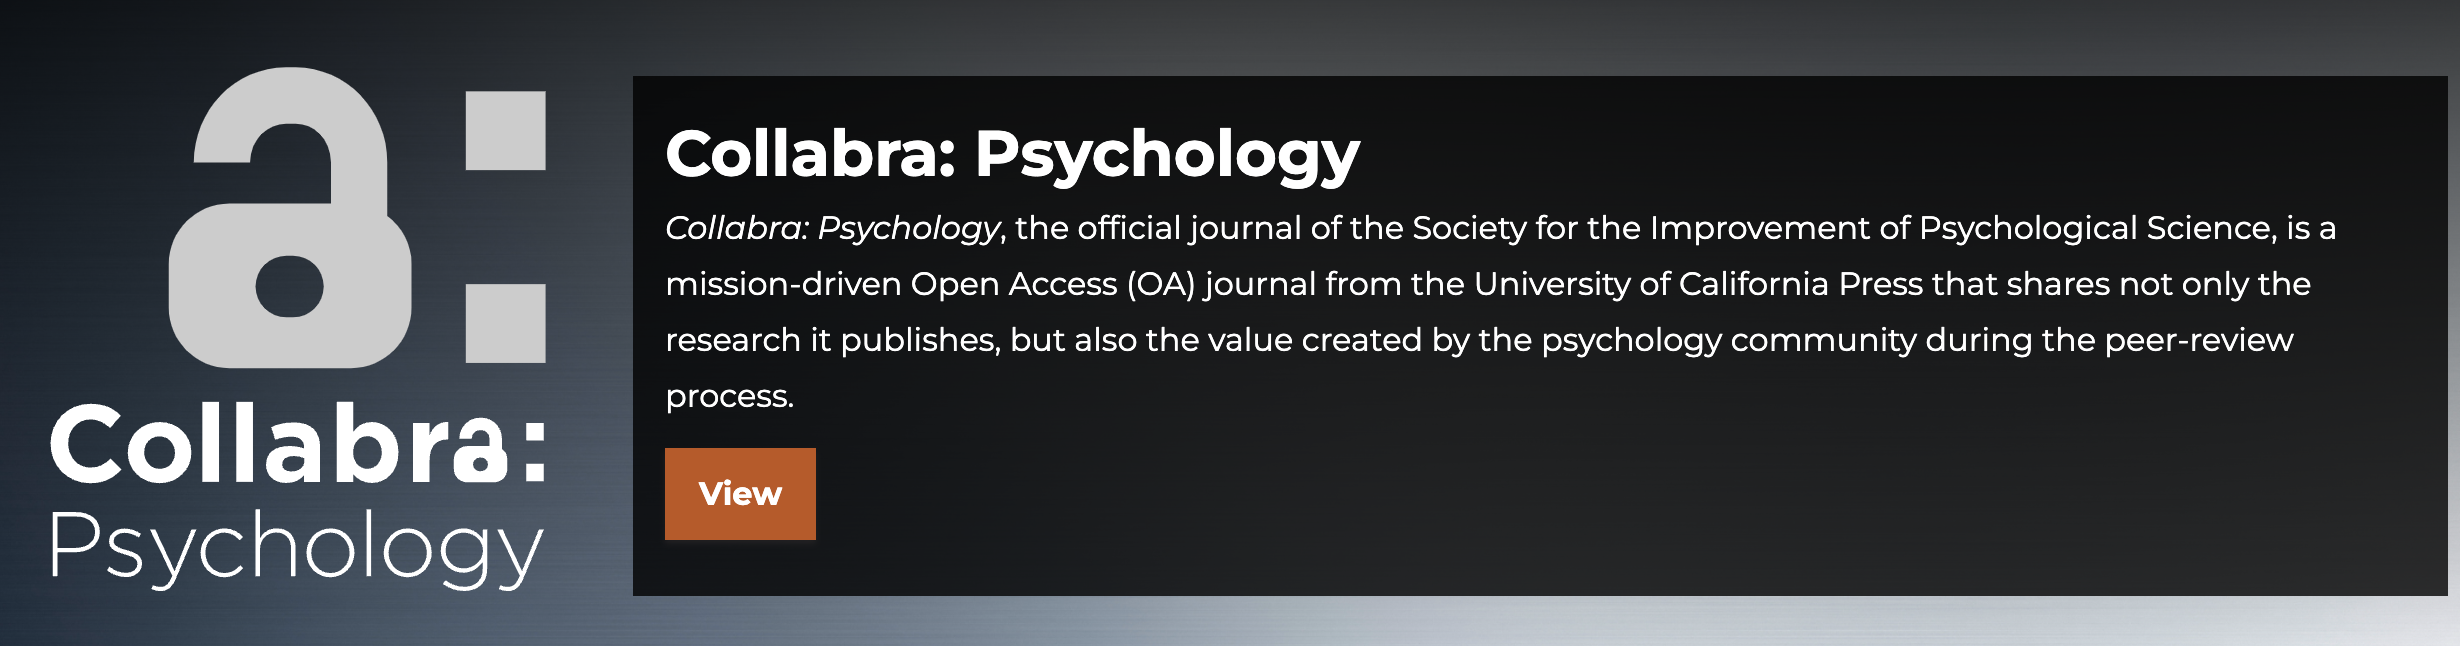 a:
Collabra:
Psychology
Collabra: Psychology
Collabra: Psychology, the official journal of the Society for the Improvement of Psychological Science, is a
mission-driven Open Access (OA) journal from the University of California Press that shares not only the
research it publishes, but also the value created by the psychology community during the peer-review
process.
View